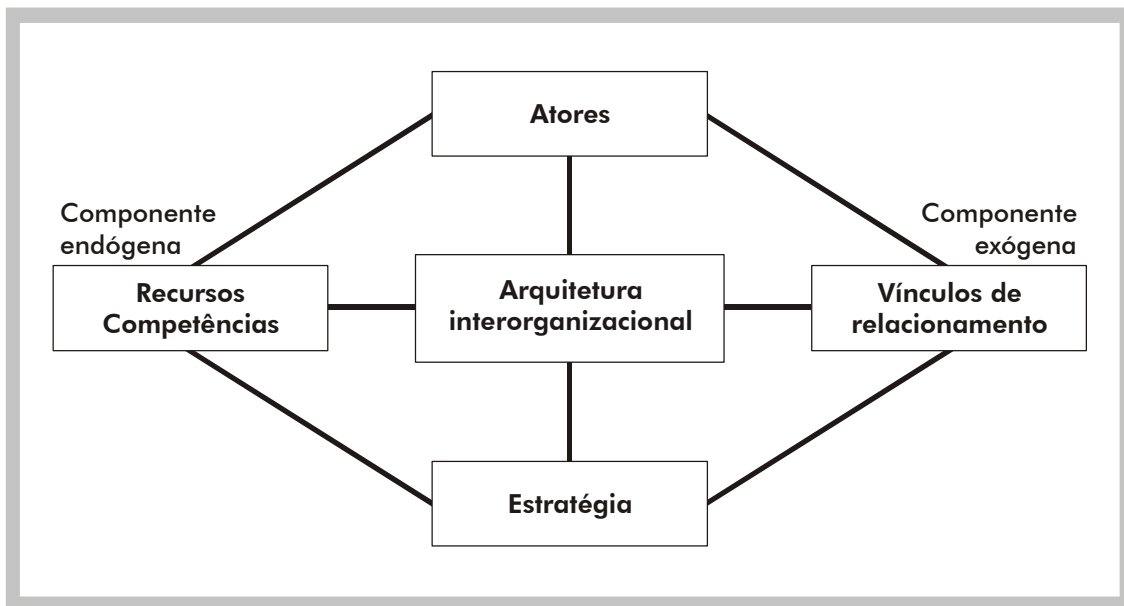 Atores
Componente
endógena
Componente
exógena
Recursos
Competências
Arquitetura
interorganizacional
Vínculos de
relacionamento
Estratégia